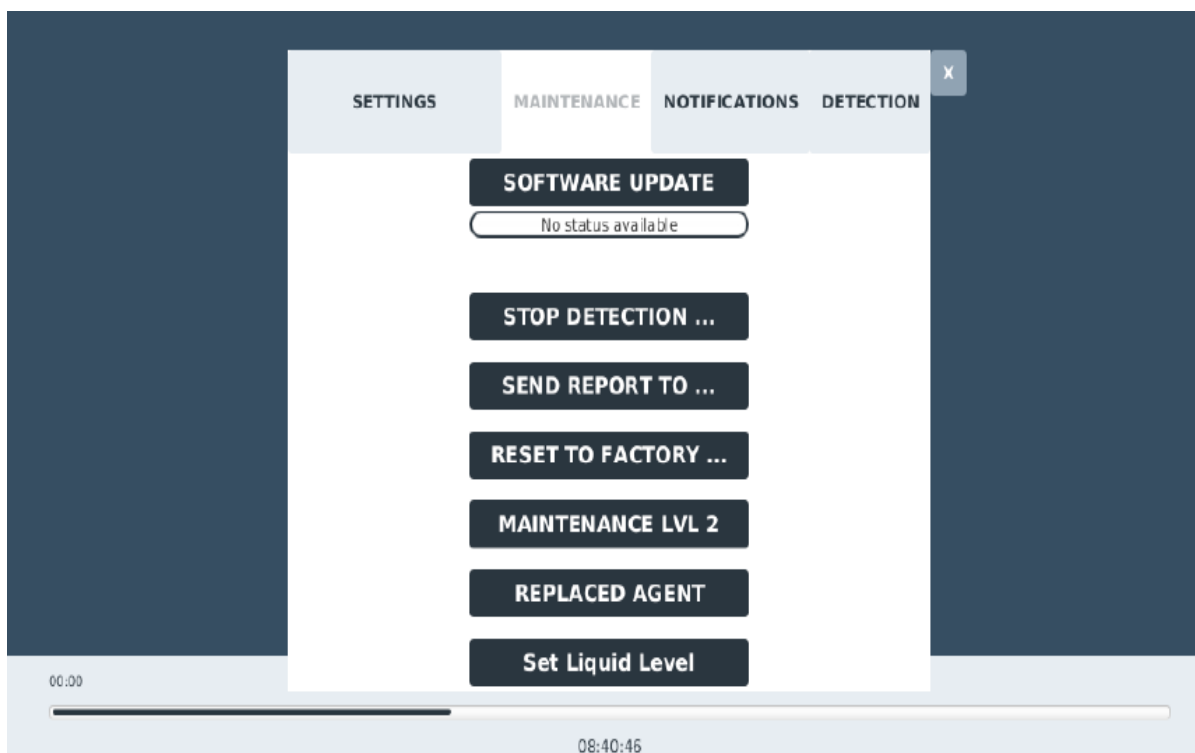 SETTINGS MAINTENANCE NOTIFICATIONS DETECTION X
SOFTWARE UPDATE
No status available
STOP DETECTION ...
SEND REPORT TO ...
RESET TO FACTORY ...
MAINTENANCE LVL 2
REPLACED AGENT
Set Liquid Level
00:00
08:40:46